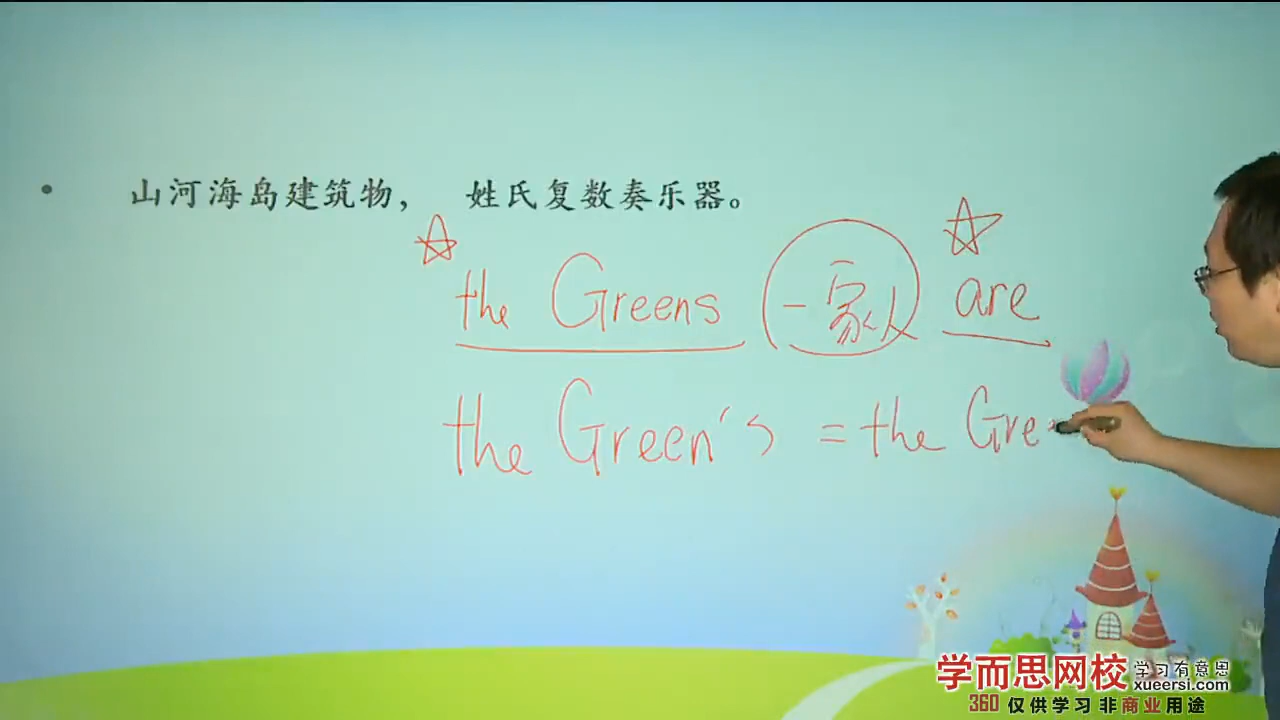 • 山河海岛建筑物， 姓氏复数奏乐器。
the Greens (一家人) are
the Green's = the Gre
学而思网校 学习有意思
xueersi.com
360 仅供学习 非商业用途